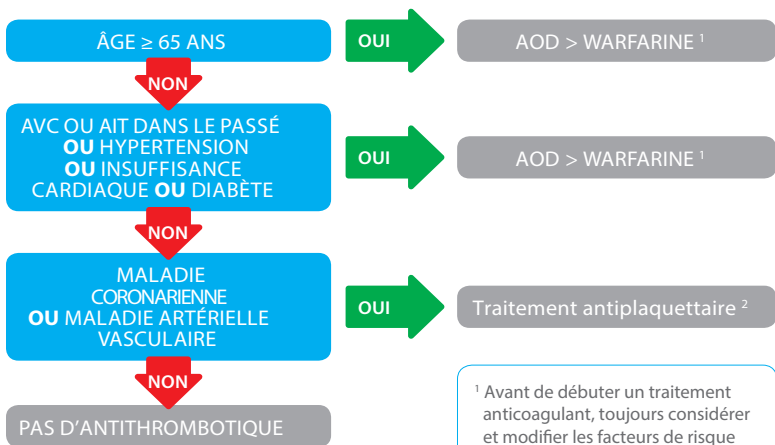 ÂGE ≥ 65 ANS
OUI
AOD > WARFARINE ¹
NON
AVC OU AIT DANS LE PASSÉ
OU HYPERTENSION
OU INSUFFISANCE
CARDIAQUE OU DIABÈTE
OUI
AOD > WARFARINE ¹
NON
MALADIE
CORONARIENNE
OU MALADIE ARTÉRIELLE
VASCULAIRE
OUI
Traitement antiplaquettaire ²
NON
PAS D'ANTITHROMBOTIQUE
¹ Avant de débuter un traitement
anticoagulant, toujours considérer
et modifier les facteurs de risque